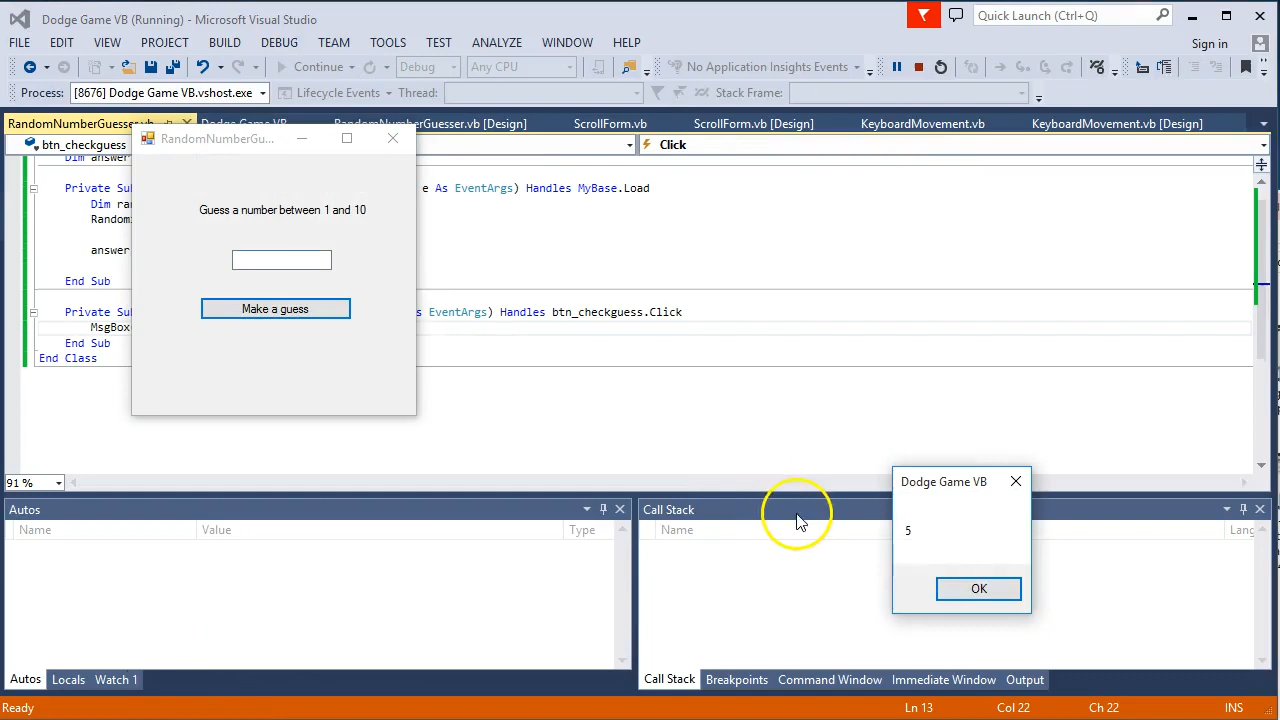 Dodge Game VB (Running) - Microsoft Visual Studio
Quick Launch (Ctrl+Q)
FILE EDIT VIEW PROJECT BUILD DEBUG TEAM TOOLS TEST ANALYZE WINDOW HELP
Sign in
Continue Debug Any CPU No Application Insights Events
Process: [8676] Dodge Game VB.vshost.exe Lifecycle Events Thread: Stack Frame:
RandomNumberGuesser.vb Dodge Game VB RandomNumberGuesser.vb [Design] ScrollForm.vb ScrollForm.vb [Design] KeyboardMovement.vb KeyboardMovement.vb [Design]
RandomNumberGu...
btn_checkguess Click
Dim answer
Private Sub e As EventArgs) Handles MyBase.Load
Dim ran
Randomi
answer
End Sub
Private Sub s EventArgs) Handles btn_checkguess.Click
MsgBox
End Sub
End Class
Guess a number between 1 and 10
Make a guess
91 %
Autos
Name Value Type
Call Stack
Name Lang
Dodge Game VB
5
OK
Autos Locals Watch 1
Call Stack Breakpoints Command Window Immediate Window Output
Ready Ln 13 Col 22 Ch 22 INS